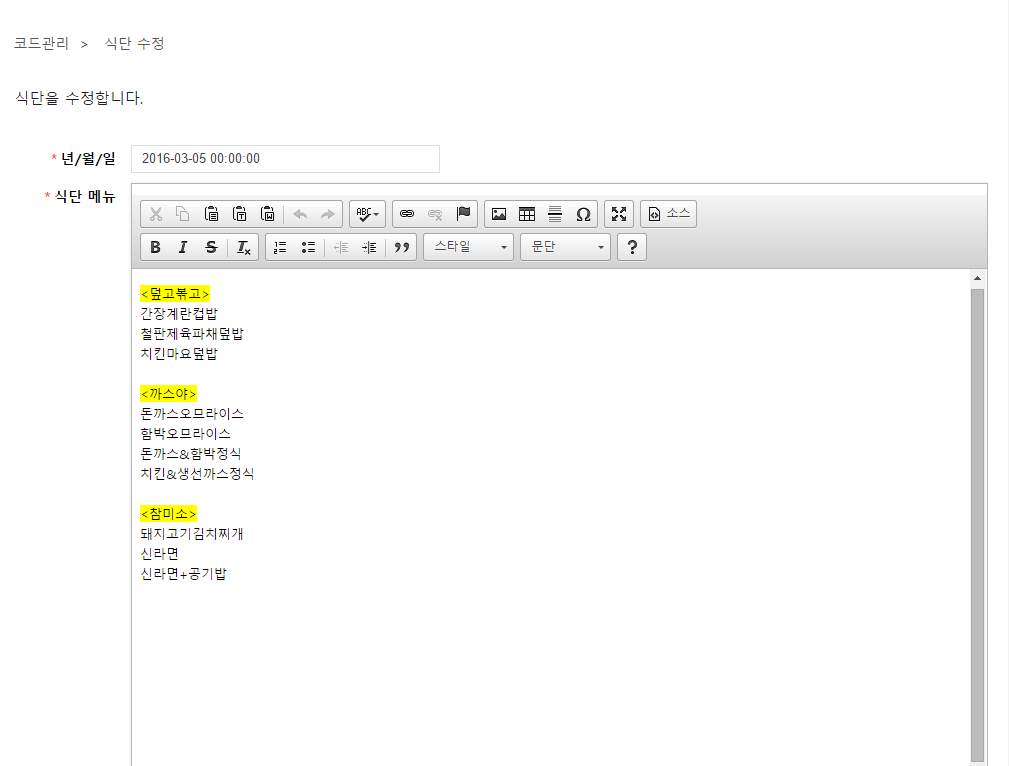 코드관리 > 식단 수정
식단을 수정합니다.
* 년/월/일 2016-03-05 00:00:00
* 식단 메뉴
ABC
소스
B I S Tx
스타일 문단 ?
<덮고볶고>
간장계란컵밥
철판제육파채덮밥
치킨마요덮밥
<까스야>
돈까스오므라이스
함박오므라이스
돈까스&함박정식
치킨&생선까스정식
<참미소>
돼지고기김치찌개
신라면
신라면+공기밥